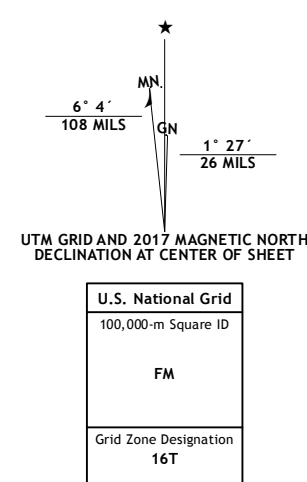 MN.
GN
6° 4´
108 MILS
1° 27´
26 MILS
UTM GRID AND 2017 MAGNETIC NORTH
DECLINATION AT CENTER OF SHEET
U.S. National Grid
100,000-m Square ID
FM
Grid Zone Designation
16T